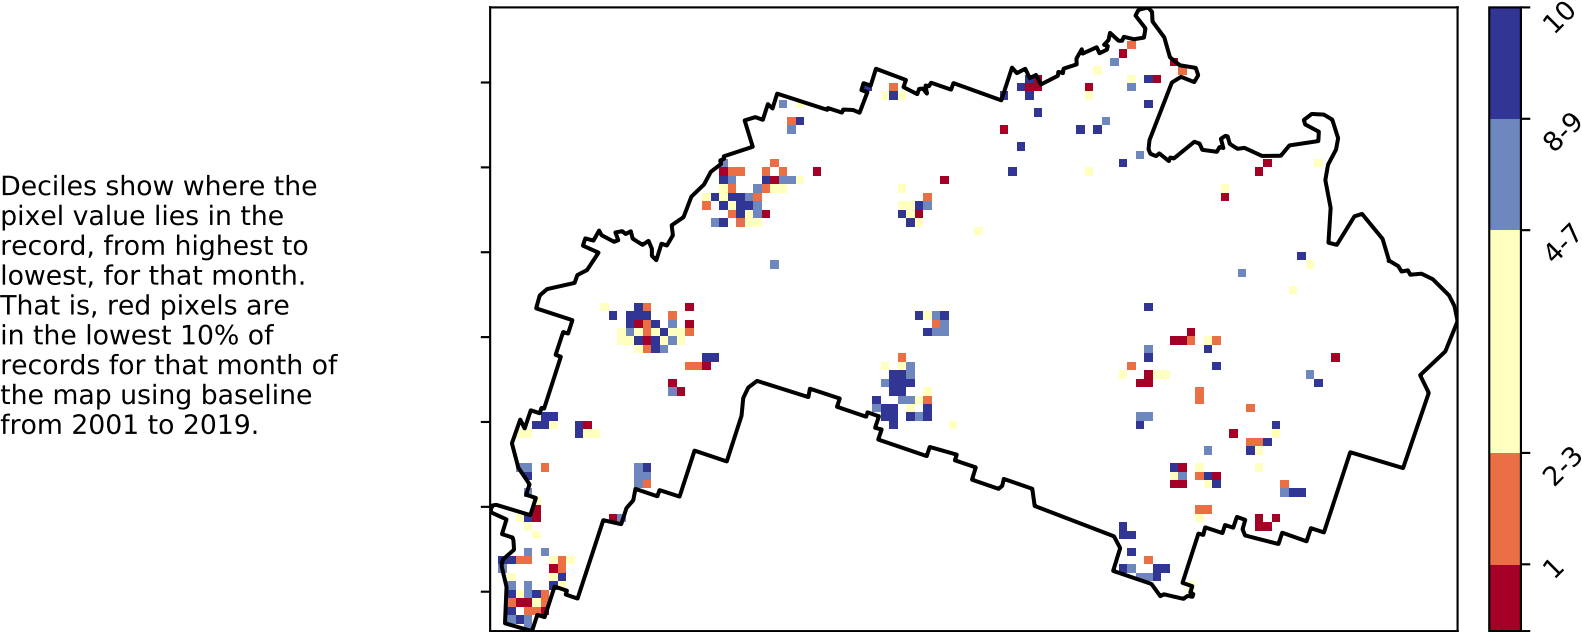 Deciles show where the
pixel value lies in the
record, from highest to
lowest, for that month.
That is, red pixels are
in the lowest 10% of
records for that month of
the map using baseline
from 2001 to 2019.
10
8-9
4-7
2-3
1